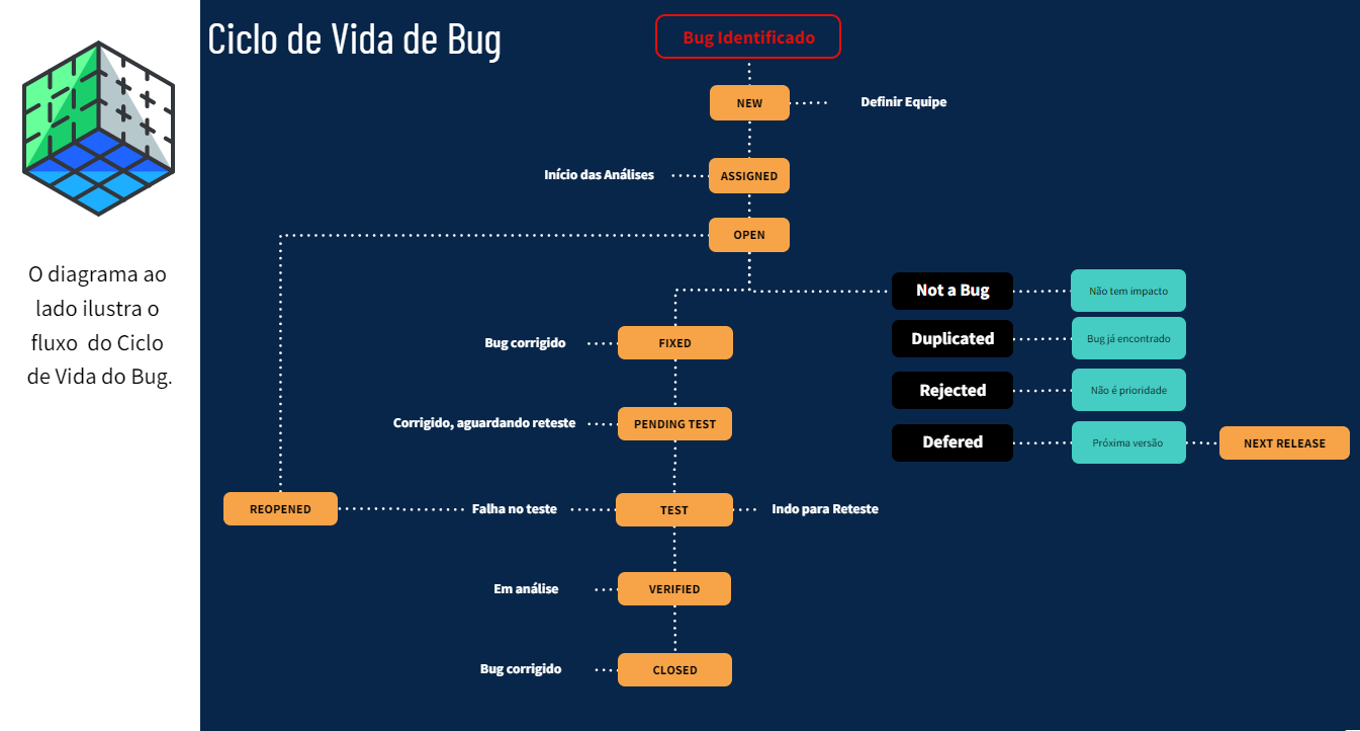 Ciclo de Vida de Bug
O diagrama ao
lado ilustra o
fluxo do Ciclo
de Vida do Bug.
Bug Identificado
NEW
Definir Equipe
Início das Análises
ASSIGNED
OPEN
Not a Bug
Não tem impacto
Duplicated
Bug já encontrado
Rejected
Não é prioridade
Defered
Próxima versão
NEXT RELEASE
Bug corrigido
FIXED
Corrigido, aguardando reteste
PENDING TEST
REOPENED
Falha no teste
TEST
Indo para Reteste
Em análise
VERIFIED
Bug corrigido
CLOSED